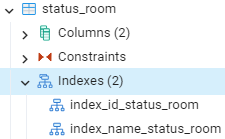 status_room
Columns (2)
Constraints
Indexes (2)
index_id_status_room
index_name_status_room